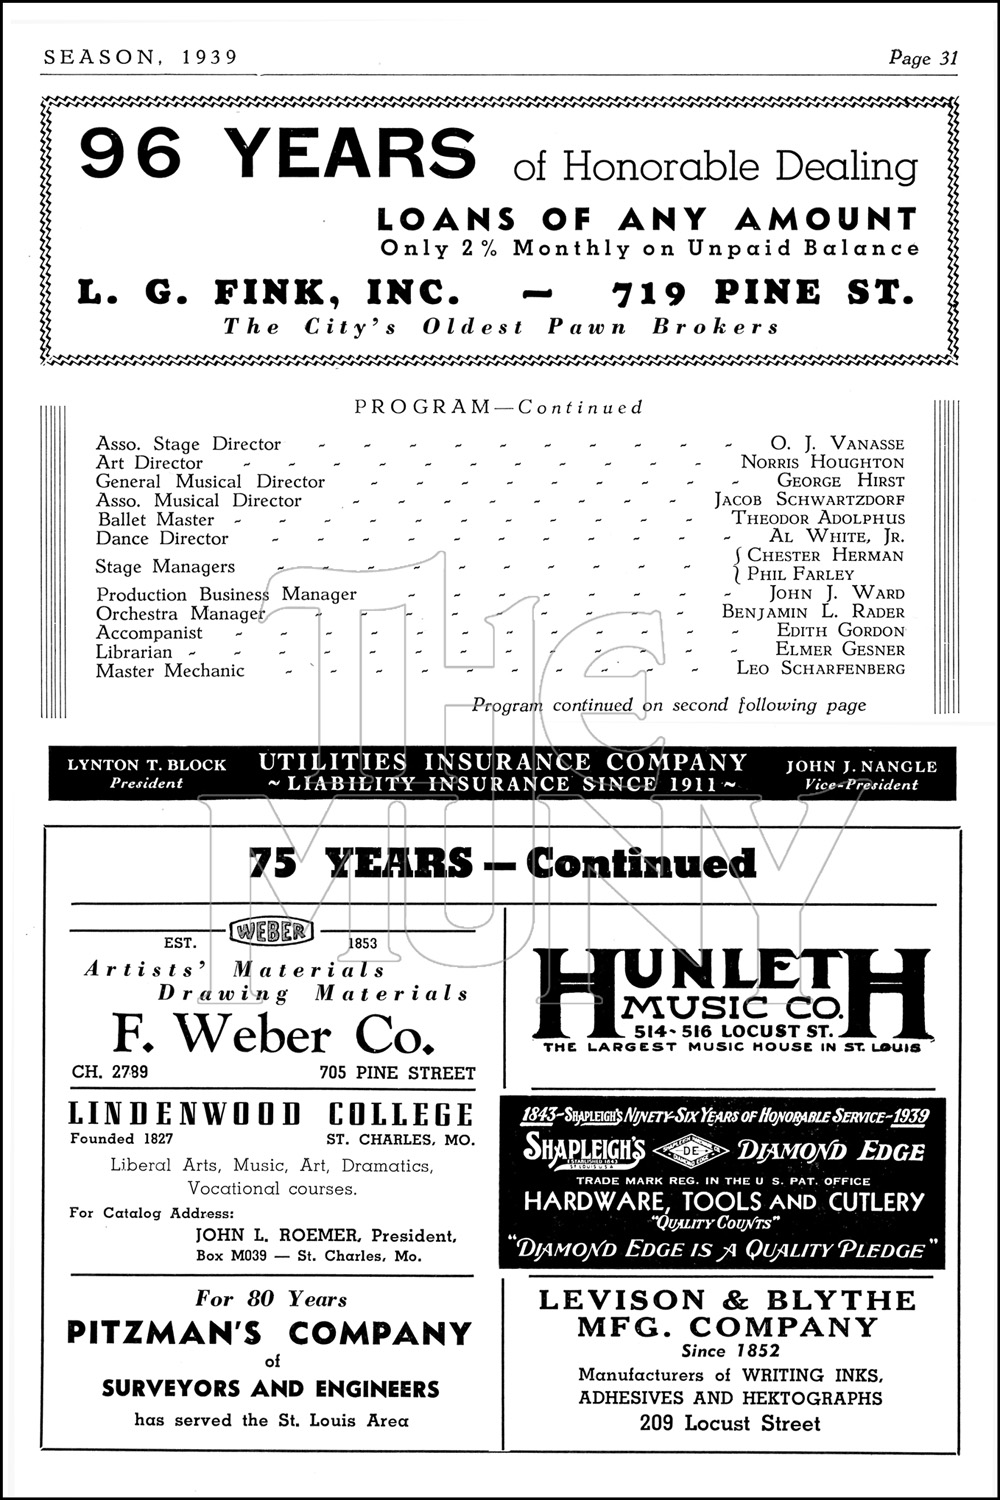 SEASON, 1939
Page 31
96 YEARS of Honorable Dealing
LOANS OF ANY AMOUNT
Only 2% Monthly on Unpaid Balance
L. G. FINK, INC. — 719 PINE ST.
The City's Oldest Pawn Brokers
PROGRAM—Continued
Asso. Stage Director - - - - - - - - - - O. J. VANASSE
Art Director - - - - - - - - - - - NORRIS HOUGHTON
General Musical Director - - - - - - - - - GEORGE HIRST
Asso. Musical Director - - - - - - - - JACOB SCHWARTZDORF
Ballet Master - - - - - - - - - - - THEODOR ADOLPHUS
Dance Director - - - - - - - - - - - AL WHITE, JR.
Stage Managers - - - - - - - - - - { CHESTER HERMAN
{ PHIL FARLEY
Production Business Manager - - - - - - - - JOHN J. WARD
Orchestra Manager - - - - - - - - - BENJAMIN L. RADER
Accompanist - - - - - - - - - - - - EDITH GORDON
Librarian - - - - - - - - - - - - - ELMER GESNER
Master Mechanic - - - - - - - - - - LEO SCHARFENBERG
Program continued on second following page
LYNTON T. BLOCK
President
UTILITIES INSURANCE COMPANY
~ LIABILITY INSURANCE SINCE 1911 ~
JOHN J. NANGLE
Vice-President
THE
MUNY
75 YEARS — Continued
WEBER
EST. 1853
Artists' Materials
Drawing Materials
F. Weber Co.
CH. 2789 705 PINE STREET
HUNLETH
MUSIC CO.
514-516 LOCUST ST.
THE LARGEST MUSIC HOUSE IN ST. LOUIS
LINDENWOOD COLLEGE
Founded 1827 ST. CHARLES, MO.
Liberal Arts, Music, Art, Dramatics,
Vocational courses.
For Catalog Address:
JOHN L. ROEMER, President,
Box M039 — St. Charles, Mo.
1843-SHAPLEIGH'S NINETY-SIX YEARS OF HONORABLE SERVICE-1939
SHAPLEIGH'S DE DIAMOND EDGE
ESTABLISHED 1843
ST. LOUIS U.S.A.
TRADE MARK REG. IN THE U S. PAT. OFFICE
HARDWARE, TOOLS AND CUTLERY
"QUALITY COUNTS"
"DIAMOND EDGE IS A QUALITY PLEDGE"
For 80 Years
PITZMAN'S COMPANY
of
SURVEYORS AND ENGINEERS
has served the St. Louis Area
LEVISON & BLYTHE
MFG. COMPANY
Since 1852
Manufacturers of WRITING INKS,
ADHESIVES AND HEKTOGRAPHS
209 Locust Street